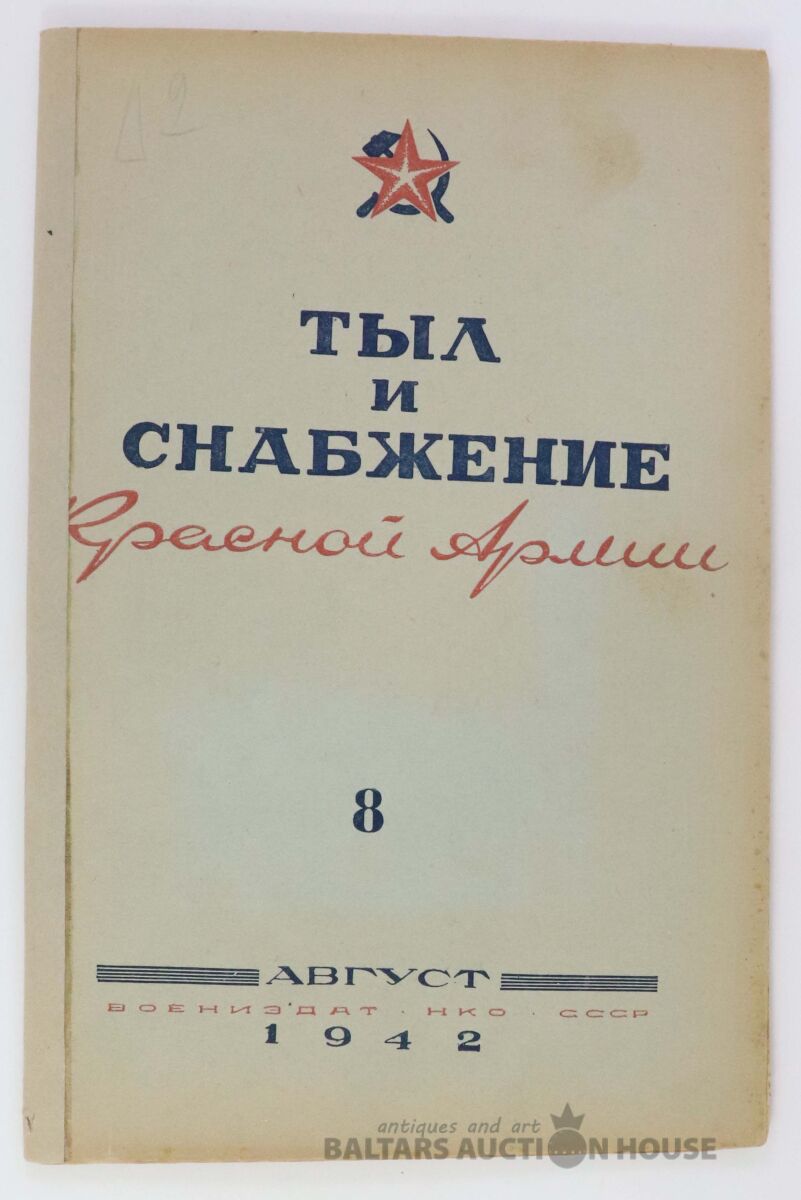 ТЫЛ
И
СНАБЖЕНИЕ
Красной Армии
8
АВГУСТ
ВОЕНИЗДАТ · НКО · СССР
1942
antiques and art
BALTARS AUCTION HOUSE